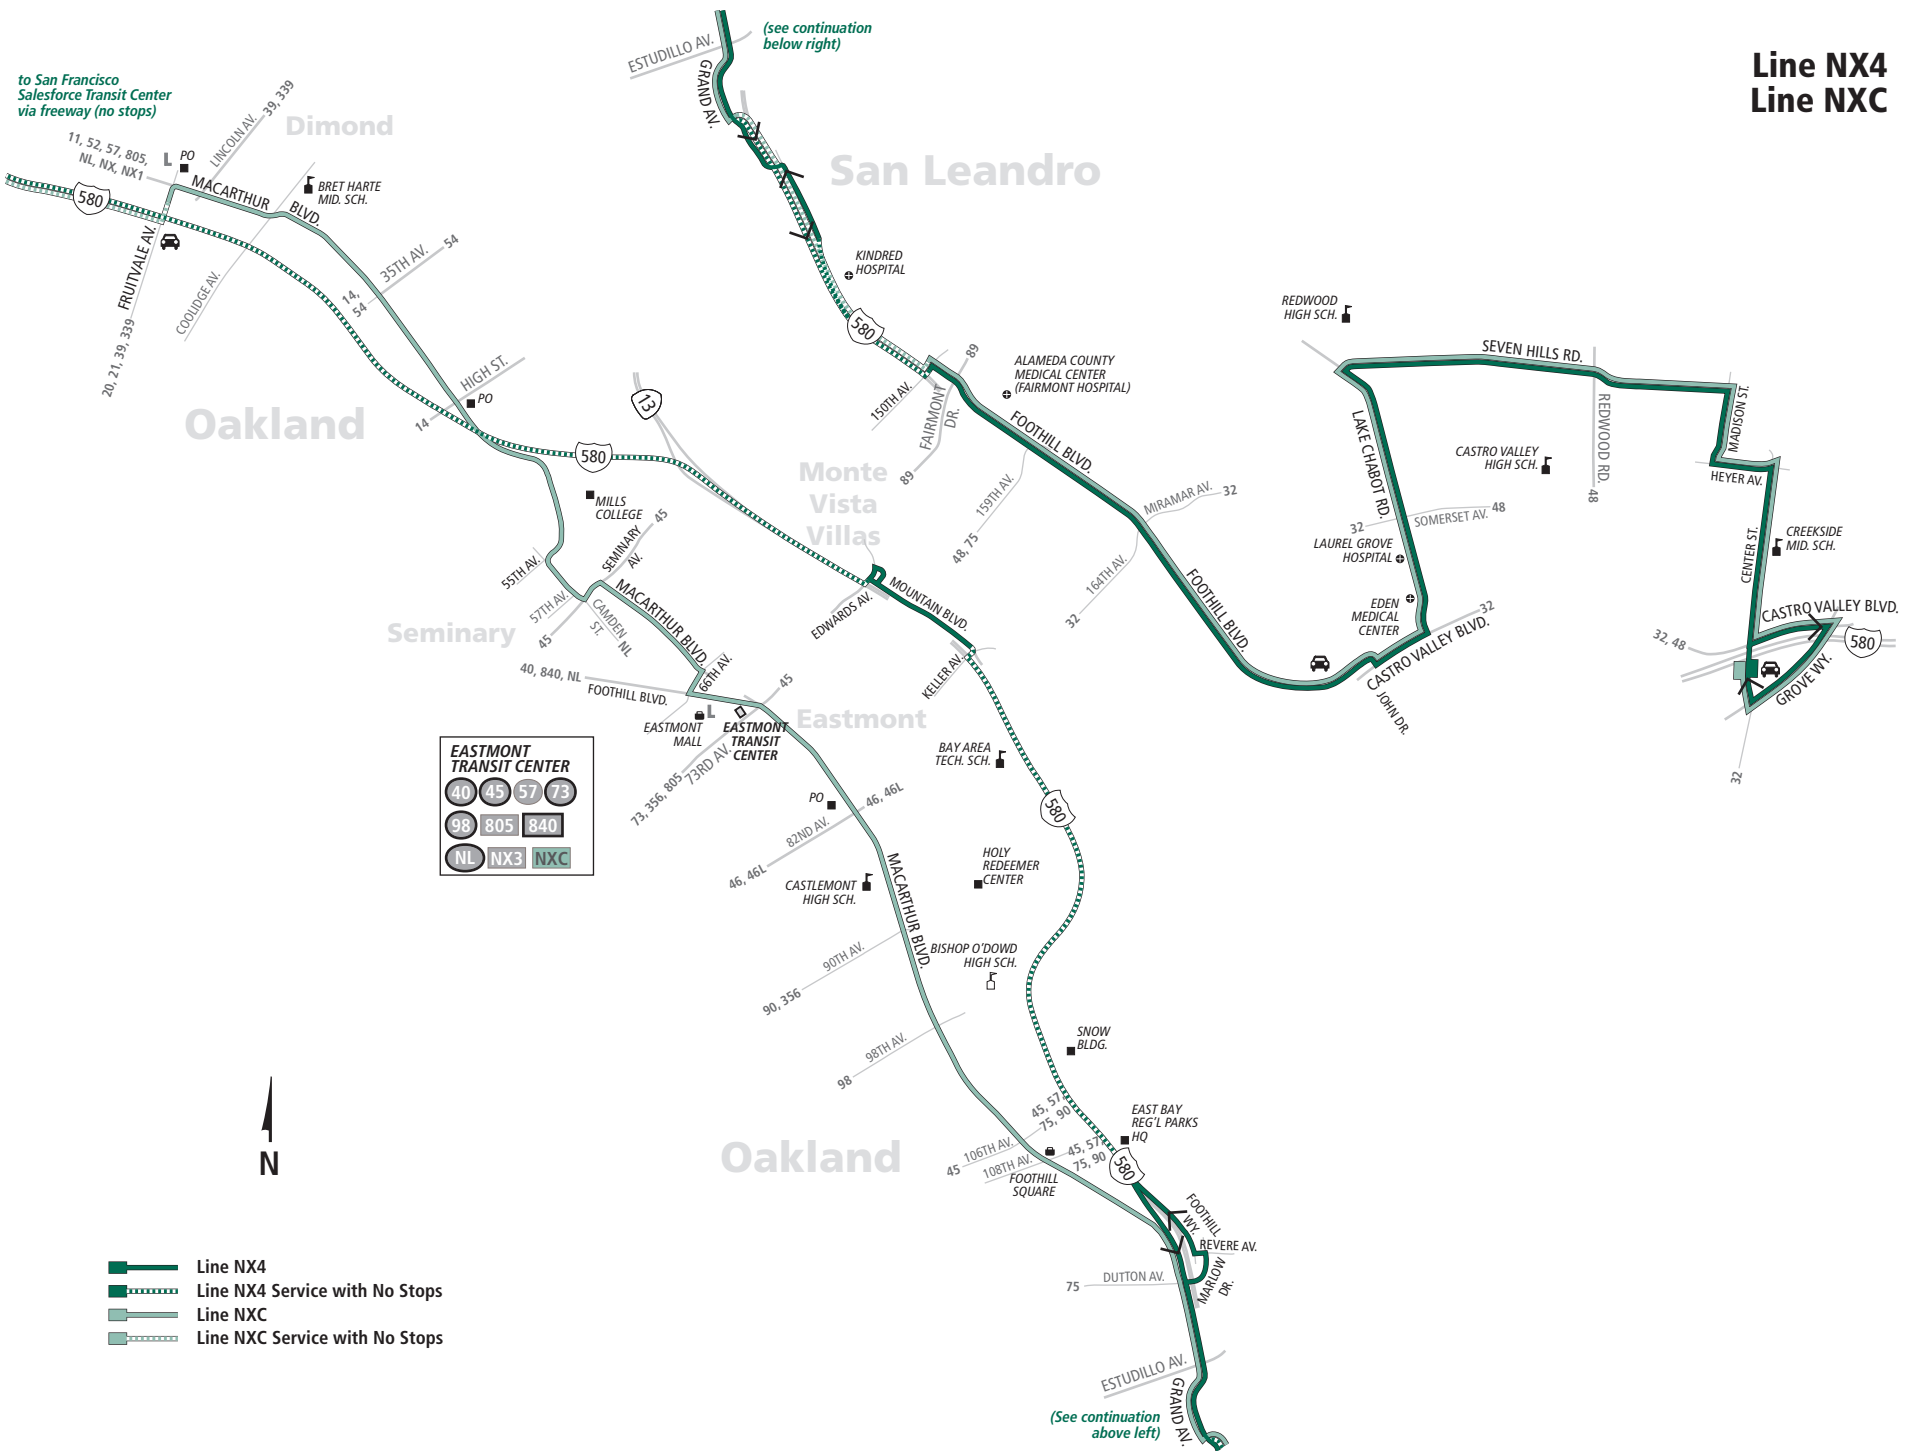 Line NX4
Line NXC
to San Francisco
Salesforce Transit Center
via freeway (no stops)
(see continuation
below right)
ESTUDILLO AV.
GRAND AV.
San Leandro
Dimond
LINCOLN AV.
39, 339
11, 52, 57, 805,
NL, NX, NX1
L
PO
MACARTHUR
BLVD.
BRET HARTE
MID. SCH.
580
FRUITVALE AV.
20, 21, 39, 339
COOLIDGE AV.
35TH AV.
54
14,
54
HIGH ST.
14
PO
Oakland
KINDRED
HOSPITAL
580
150TH AV.
89
FAIRMONT
DR.
89
ALAMEDA COUNTY
MEDICAL CENTER
(FAIRMONT HOSPITAL)
FOOTHILL BLVD.
159TH AV.
48, 75
MIRAMAR AV.
32
164TH AV.
32
FOOTHILL BLVD.
REDWOOD
HIGH SCH.
SEVEN HILLS RD.
LAKE CHABOT RD.
REDWOOD RD.
48
CASTRO VALLEY
HIGH SCH.
MADISON ST.
HEYER AV.
CENTER ST.
CREEKSIDE
MID. SCH.
32
SOMERSET AV.
48
LAUREL GROVE
HOSPITAL
EDEN
MEDICAL
CENTER
32
CASTRO VALLEY BLVD.
JOHN DR.
CASTRO VALLEY BLVD.
32, 48
580
GROVE WY.
32
13
580
Monte
Vista
Villas
MILLS
COLLEGE
SEMINARY
AV.
45
55TH AV.
57TH AV.
45
CAMDEN
ST.
NL
Seminary
MACARTHUR BLVD.
EDWARDS AV.
MOUNTAIN BLVD.
KELLER AV.
40, 840, NL
FOOTHILL BLVD.
66TH AV.
45
EASTMONT
MALL
L
EASTMONT
TRANSIT
CENTER
Eastmont
73RD AV.
73, 356, 805
EASTMONT
TRANSIT CENTER
40 45 57 73
98 805 840
NL NX3 NXC
BAY AREA
TECH. SCH.
580
PO
46, 46L
82ND AV.
46, 46L
HOLY
REDEEMER
CENTER
CASTLEMONT
HIGH SCH.
MACARTHUR BLVD.
90TH AV.
90, 356
BISHOP O'DOWD
HIGH SCH.
98TH AV.
98
SNOW
BLDG.
45, 57,
75, 90
EAST BAY
REG'L PARKS
HQ
Oakland
106TH AV.
45
108TH AV.
45, 57,
75, 90
FOOTHILL
SQUARE
580
FOOTHILL
WY.
REVERE AV.
MARLOW
DR.
75
DUTTON AV.
ESTUDILLO AV.
GRAND AV.
(See continuation
above left)
N
Line NX4
Line NX4 Service with No Stops
Line NXC
Line NXC Service with No Stops